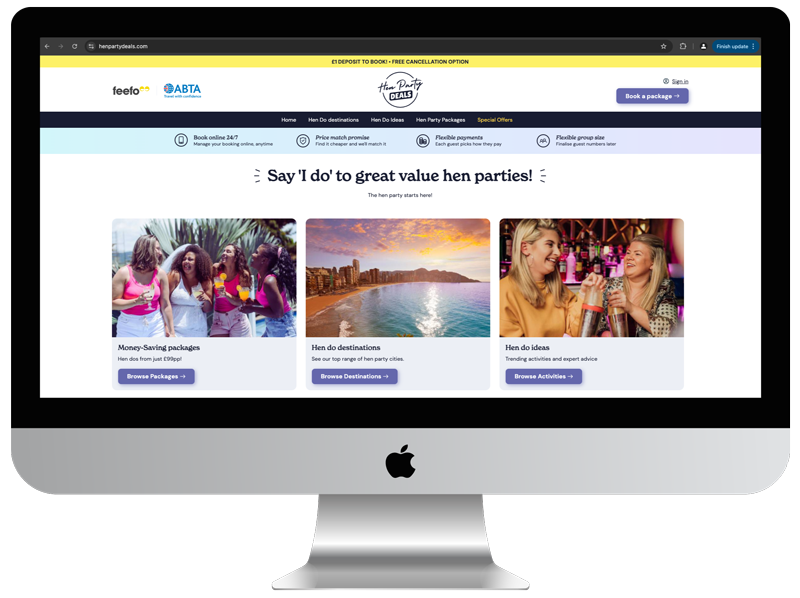 henpartydeals.com
Finish update
£1 DEPOSIT TO BOOK! • FREE CANCELLATION OPTION
feefo
ABTA
Travel with confidence
Hen Party
DEALS
Sign in
Book a package →
Home Hen Do destinations Hen Do Ideas Hen Party Packages Special Offers
Book online 24/7
Manage your booking online, anytime
Price match promise
Find it cheaper and we'll match it
Flexible payments
Each guest picks how they pay
Flexible group size
Finalise guest numbers later
Say 'I do' to great value hen parties!
The hen party starts here!
Money-Saving packages
Hen dos from just £99pp!
Browse Packages →
Hen do destinations
See our top range of hen party cities.
Browse Destinations →
Hen do ideas
Trending activities and expert advice
Browse Activities →